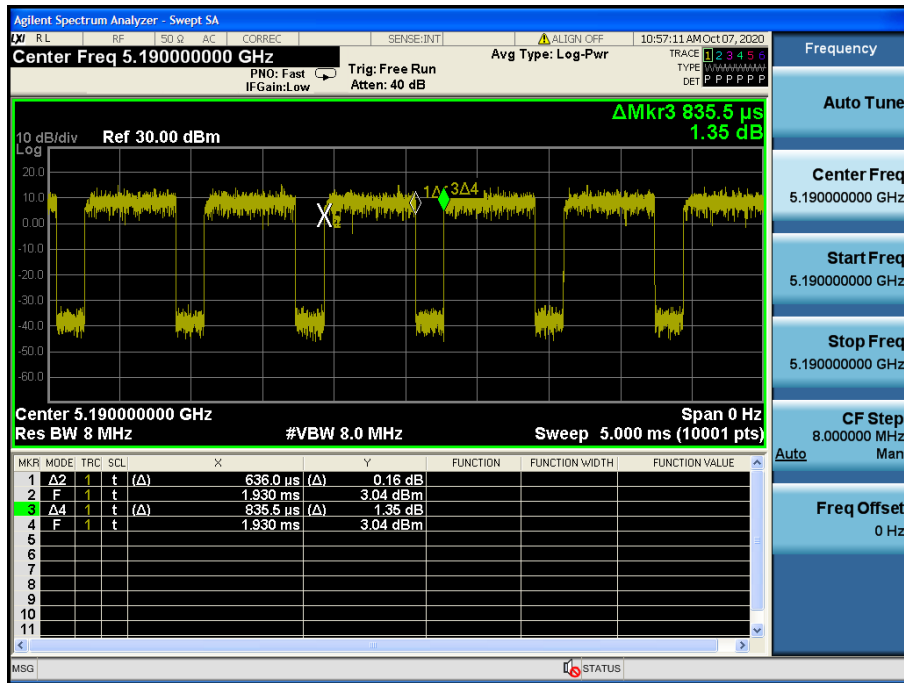 Agilent Spectrum Analyzer - Swept SA
LXI RL RF 50 Ω AC CORREC SENSE:INT ALIGN OFF 10:57:11 AM Oct 07, 2020
Center Freq 5.190000000 GHz
PNO: Fast
IFGain:Low
Trig: Free Run
Atten: 40 dB
Avg Type: Log-Pwr
TRACE 1 2 3 4 5 6
TYPE WWWWWW
DET P P P P P P
Frequency
Auto Tune
Center Freq
5.190000000 GHz
Start Freq
5.190000000 GHz
Stop Freq
5.190000000 GHz
CF Step
8.000000 MHz
Auto Man
Freq Offset
0 Hz
ΔMkr3 835.5 µs
1.35 dB
10 dB/div Ref 30.00 dBm
Log
20.0
10.0
0.00
-10.0
-20.0
-30.0
-40.0
-50.0
-60.0
3Δ4
X
Center 5.190000000 GHz Span 0 Hz
Res BW 8 MHz #VBW 8.0 MHz Sweep 5.000 ms (10001 pts)
MKR MODE TRC SCL X Y FUNCTION FUNCTION WIDTH FUNCTION VALUE
1 Δ2 1 t (Δ) 636.0 µs (Δ) 0.16 dB
2 F 1 t 1.930 ms 3.04 dBm
3 Δ4 1 t (Δ) 835.5 µs (Δ) 1.35 dB
4 F 1 t 1.930 ms 3.04 dBm
5
6
7
8
9
10
11
MSG STATUS